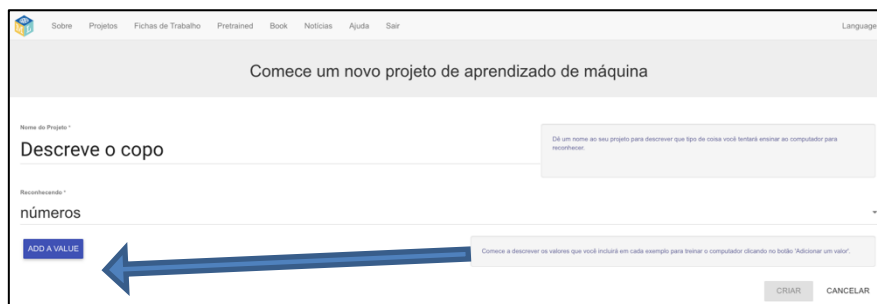 Sobre Projetos Fichas de Trabalho Pretrained Book Notícias Ajuda Sair Language
Comece um novo projeto de aprendizado de máquina
Nome do Projeto *
Descreve o copo
Dê um nome ao seu projeto para descrever que tipo de coisa você tentará ensinar ao computador para
reconhecer.
Reconhecendo *
números
ADD A VALUE
Comece a descrever os valores que você incluirá em cada exemplo para treinar o computador clicando no botão 'Adicionar um valor'.
CRIAR CANCELAR